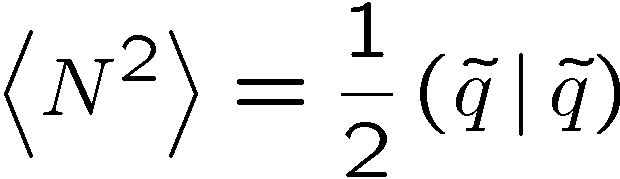 ⟨N²⟩ = 1/2 (q̃ | q̃)